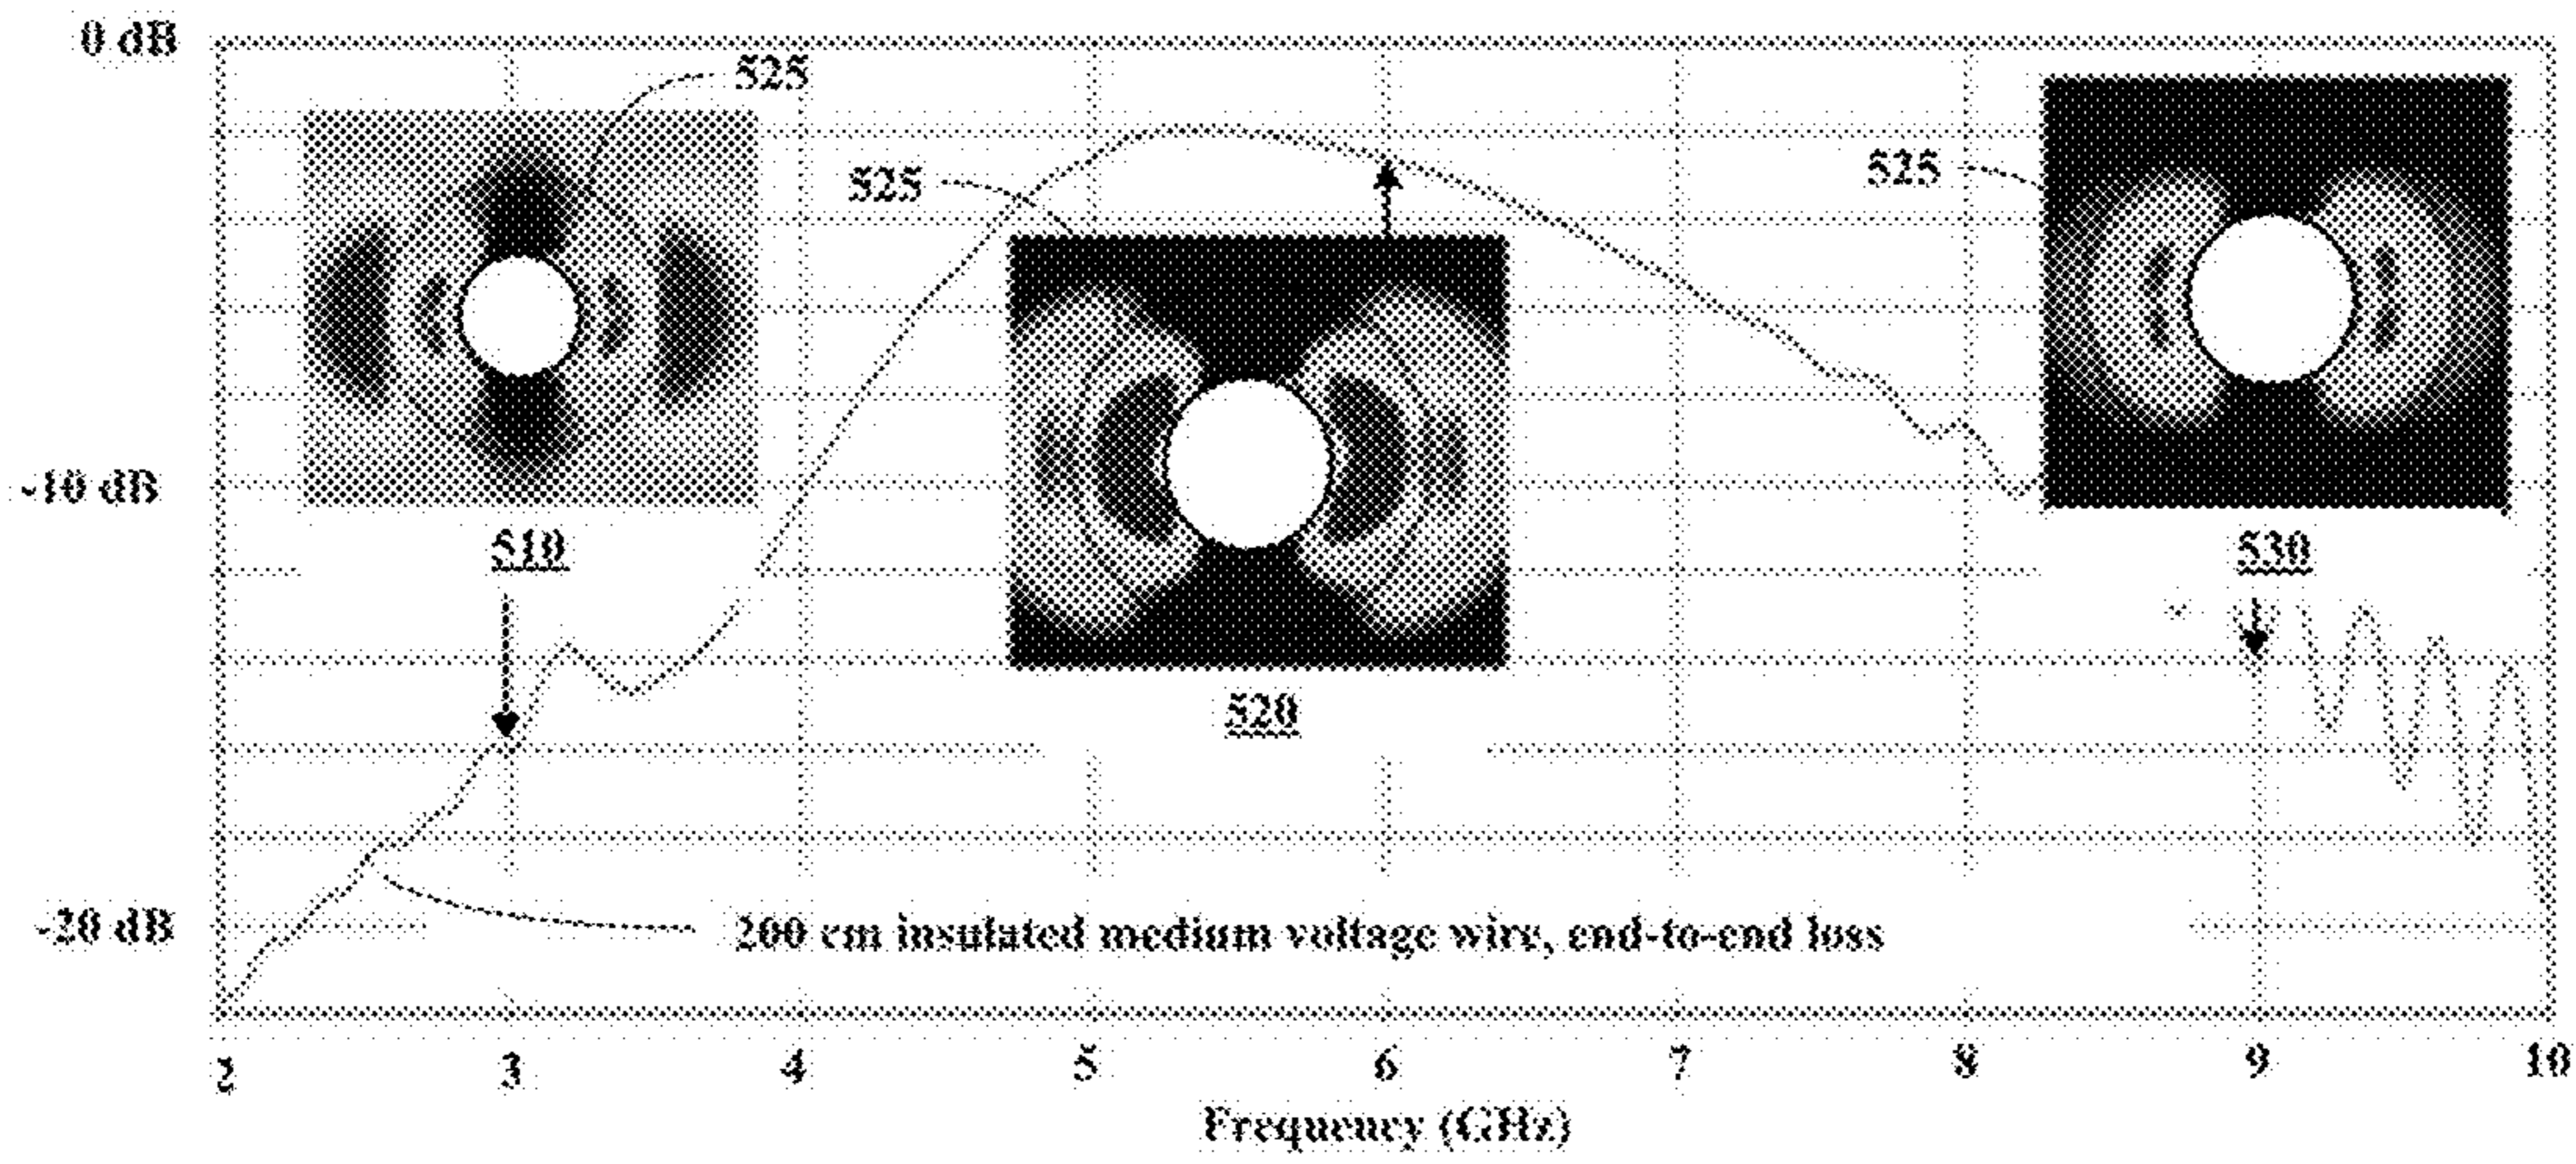 0 dB
525
525
525
-10 dB
510
530
520
-20 dB
200 cm insulated medium voltage wire, end-to-end loss
2 3 4 5 6 7 8 9 10
Frequency (GHz)